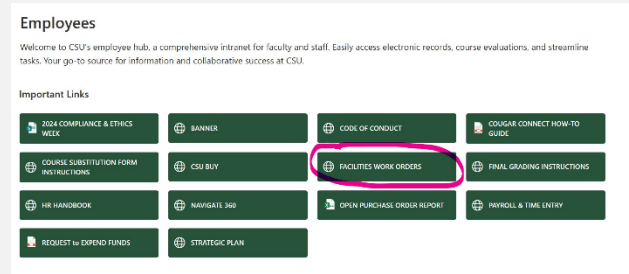 Employees
Welcome to CSU's employee hub, a comprehensive intranet for faculty and staff. Easily access electronic records, course evaluations, and streamline
tasks. Your go-to source for information and collaborative success at CSU.
Important Links
2024 COMPLIANCE & ETHICS
WEEK
BANNER
CODE OF CONDUCT
COUGAR CONNECT HOW-TO
GUIDE
COURSE SUBSTITUTION FORM
INSTRUCTIONS
CSU BUY
FACILITIES WORK ORDERS
FINAL GRADING INSTRUCTIONS
HR HANDBOOK
NAVIGATE 360
OPEN PURCHASE ORDER REPORT
PAYROLL & TIME ENTRY
REQUEST to EXPEND FUNDS
STRATEGIC PLAN